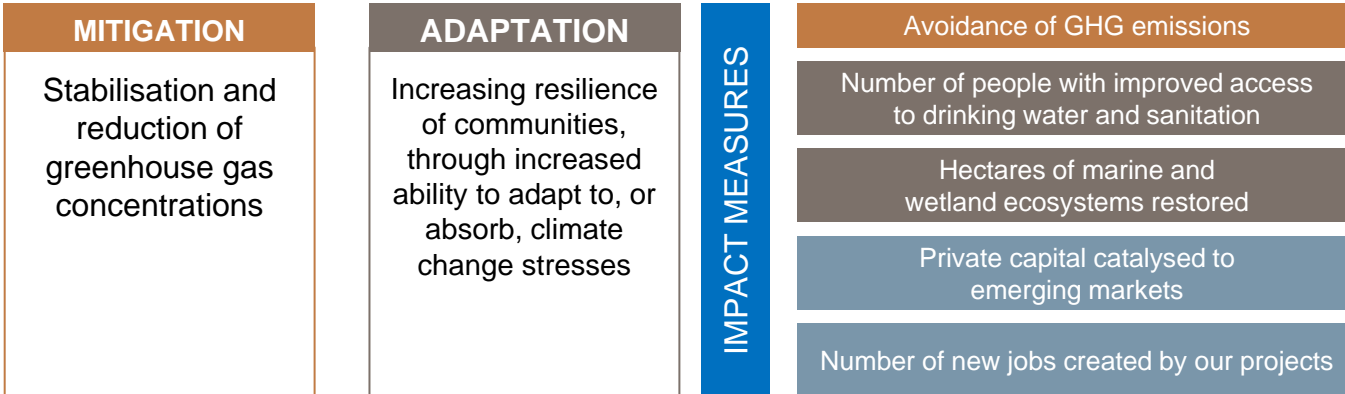 MITIGATION
Stabilisation and
reduction of
greenhouse gas
concentrations
ADAPTATION
Increasing resilience
of communities,
through increased
ability to adapt to, or
absorb, climate
change stresses
IMPACT MEASURES
Avoidance of GHG emissions
Number of people with improved access
to drinking water and sanitation
Hectares of marine and
wetland ecosystems restored
Private capital catalysed to
emerging markets
Number of new jobs created by our projects